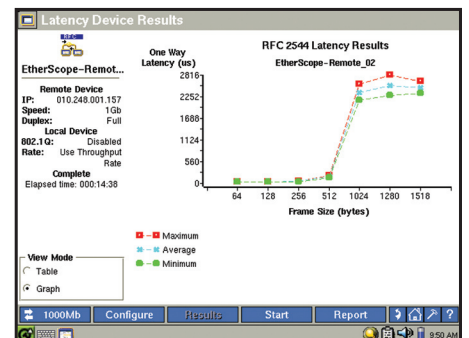 Latency Device Results
RFC
EtherScope-Remot...
Remote Device
IP: 010.248.001.157
Speed: 1Gb
Duplex: Full
Local Device
802.1Q: Disabled
Rate: Use Throughput
Rate
Complete
Elapsed time: 000:14:38
View Mode
Table
Graph
One Way
Latency (us)
RFC 2544 Latency Results
EtherScope-Remote_02
2816
2252
1688
1124
560
0
64 128 256 512 1024 1280 1518
Frame Size (bytes)
Maximum
Average
Minimum
1000Mb Configure Results Start Report ?
9:50 AM